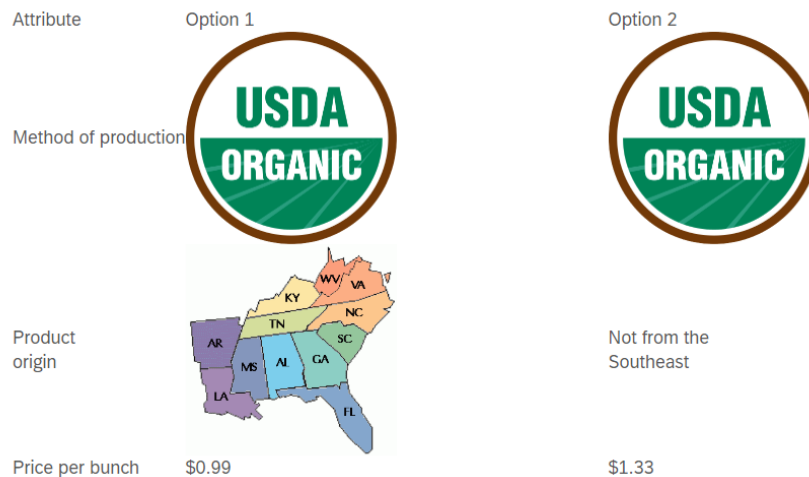 Attribute Option 1 Option 2
Method of production
USDA
ORGANIC
USDA
ORGANIC
Product
origin
WV
VA
KY
NC
TN
SC
AR
MS
AL
GA
LA
FL
Not from the
Southeast
Price per bunch $0.99 $1.33